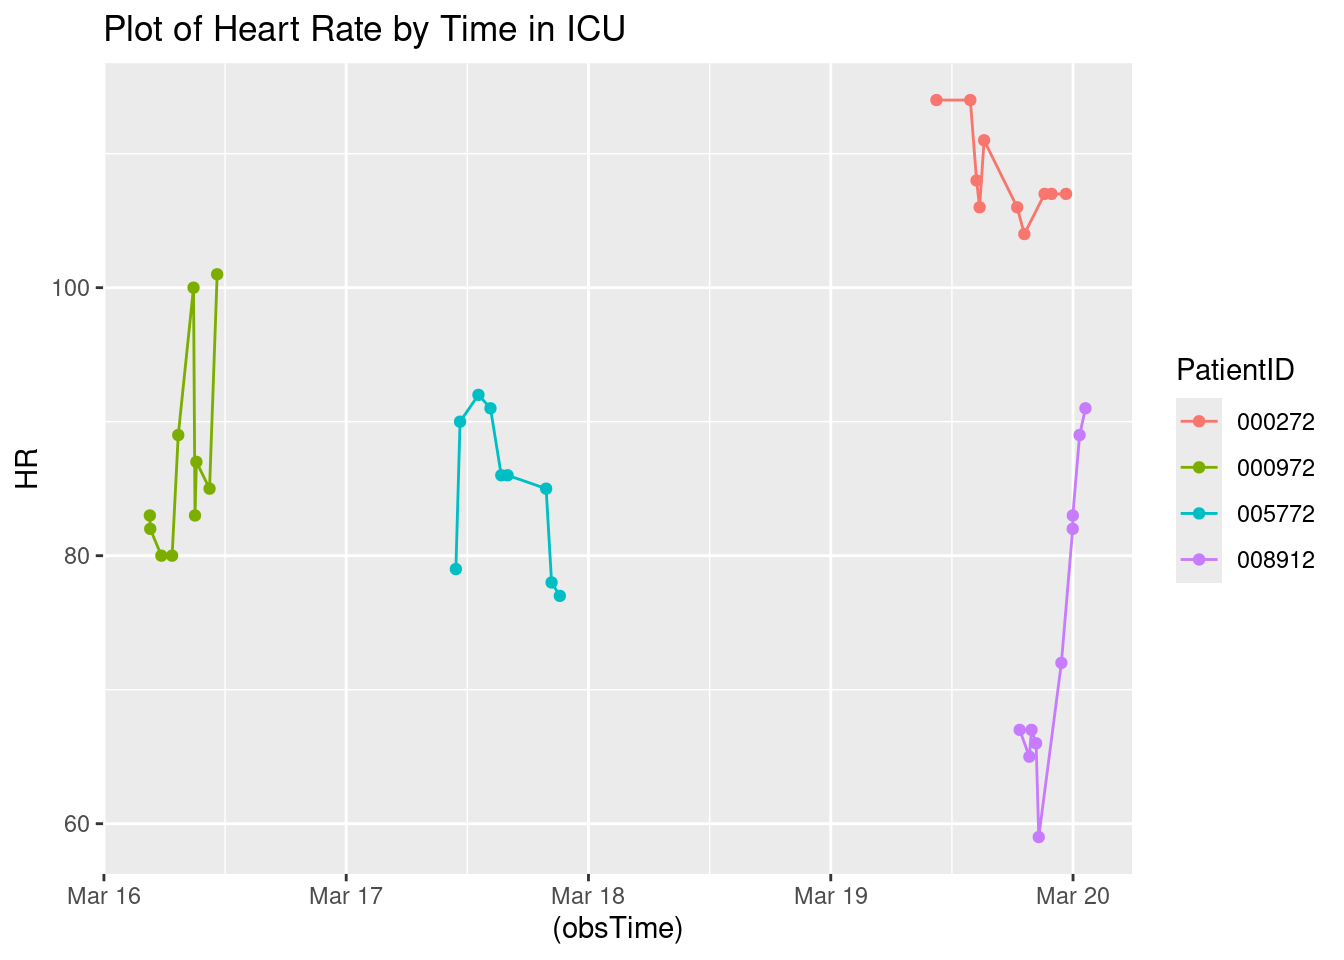 Plot of Heart Rate by Time in ICU
HR
100
80
60
Mar 16
Mar 17
Mar 18
Mar 19
Mar 20
(obsTime)
PatientID
000272
000972
005772
008912